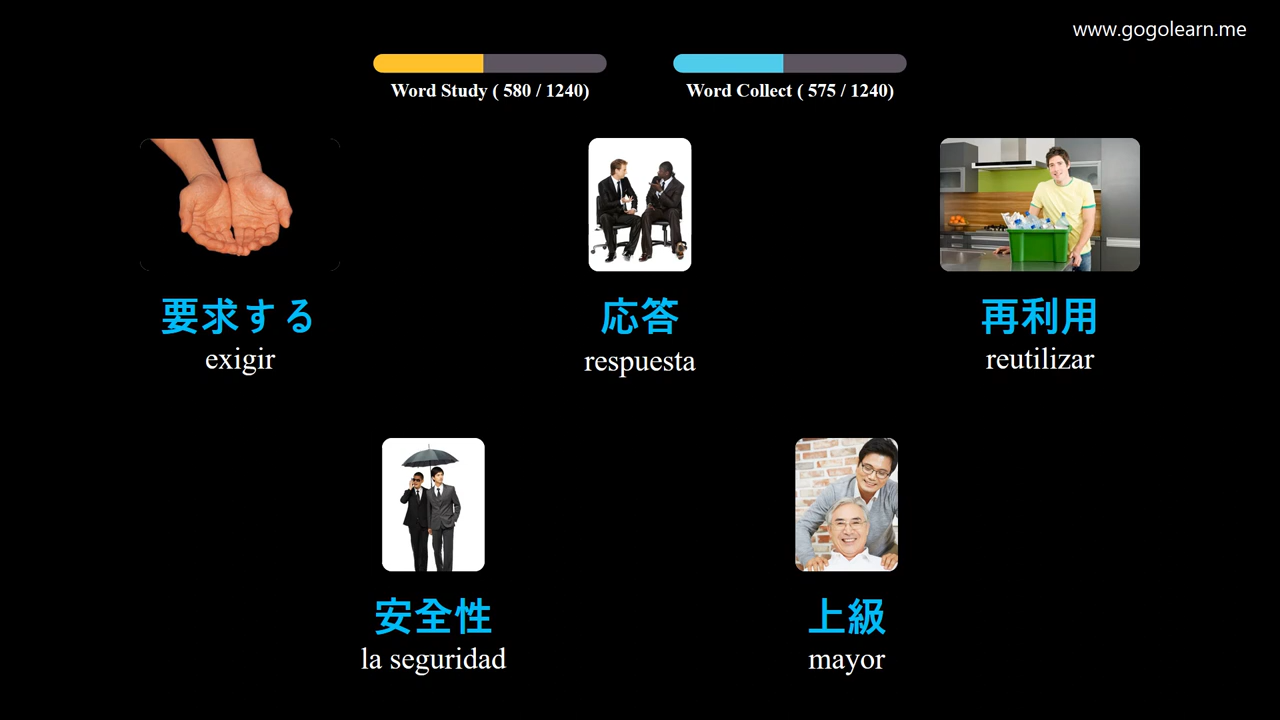 www.gogolearn.me
Word Study ( 580 / 1240)
Word Collect ( 575 / 1240)
要求する
exigir
応答
respuesta
再利用
reutilizar
安全性
la seguridad
上級
mayor